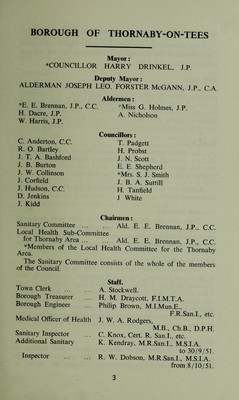 BOROUGH OF THORNABY-ON-TEES
Mayor:
*COUNCILLOR HARRY DRINKEL, J.P.
Deputy Mayor:
ALDERMAN JOSEPH LEO. FORSTER McGANN, J.P., C.A.
Aldermen:
*E. E. Brennan, J.P., C.C. *Miss G. Holmes, J.P.
H. Dacre, J.P. A. Nicholson
W. Harris, J.P.
Councillors:
C. Anderton, C.C. T. Padgett
R. O. Bartley H. Probst
J. T. A. Bashford J. N. Scott
J. B. Burton E. E. Shepherd
J. W. Collinson *Mrs. S. J. Smith
J. Corfield J. B. A. Suttill
J. Hudson, C.C. H. Tanfield
D. Jenkins J White
J. Kidd
Chairmen:
Sanitary Committee ... ... Ald. E. E. Brennan, J.P., C.C.
Local Health Sub-Committee
for Thornaby Area ... ... Ald. E. E. Brennan, J.P., C.C.
*Members of the Local Health Committee for the Thornaby
Area.
The Sanitary Committee consists of the whole of the members
of the Council.
Staff.
Town Clerk ... ... A. Stockwell.
Borough Treasurer ... H. M. Draycott, F.I.M.T.A.
Borough Engineer ... Philip Brown, M.I.Mun.E.,
F.R.San.I., etc.
Medical Officer of Health J. W. A. Rodgers,
M.B., Ch.B., D.P.H.
Sanitary Inspector ... C. Knox, Cert. R. San.I., etc.
Additional Sanitary K. Kendray, M.R.San.I., M.S.I.A.
to 30/9/51.
Inspector ... ... R. W. Dobson, M.R.San.I., M.S.I.A.
from 8/10/51.
3